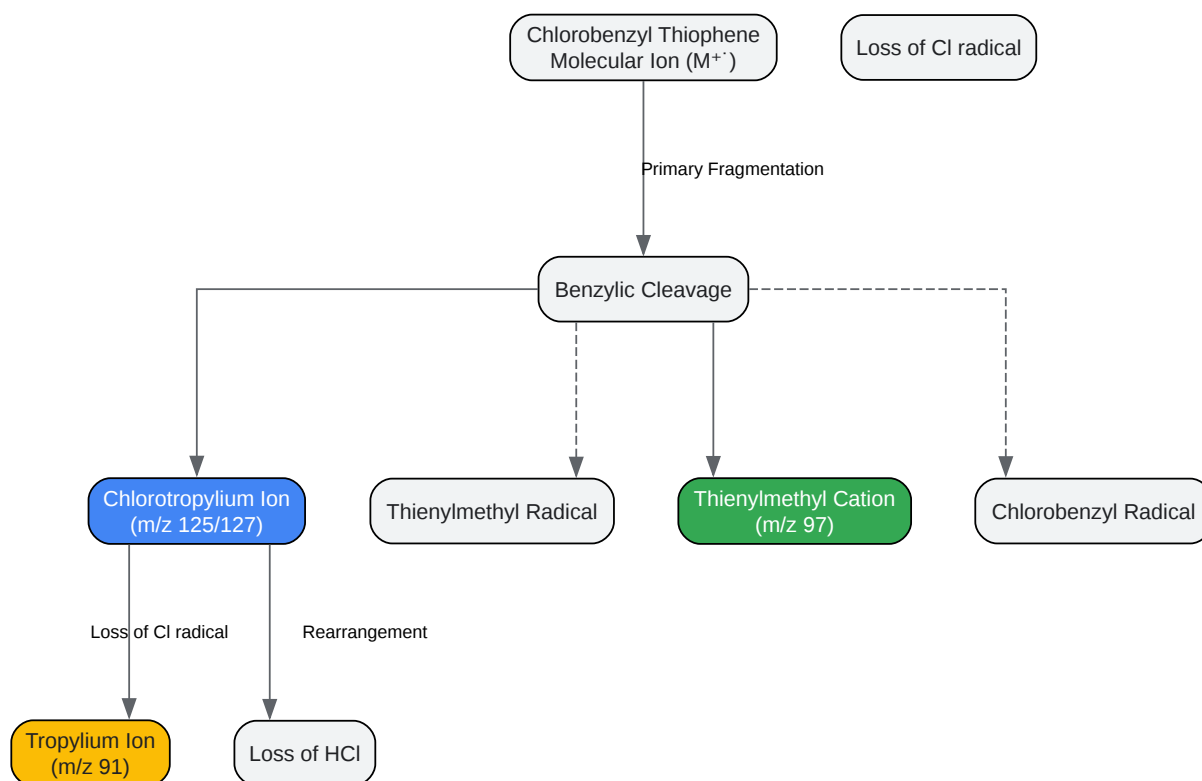 Chlorobenzyl Thiophene
Molecular Ion (M⁺˙)
Loss of Cl radical
Primary Fragmentation
Benzylic Cleavage
Chlorotropylium Ion
(m/z 125/127)
Thienylmethyl Radical
Thienylmethyl Cation
(m/z 97)
Chlorobenzyl Radical
Loss of Cl radical
Rearrangement
Tropylium Ion
(m/z 91)
Loss of HCl